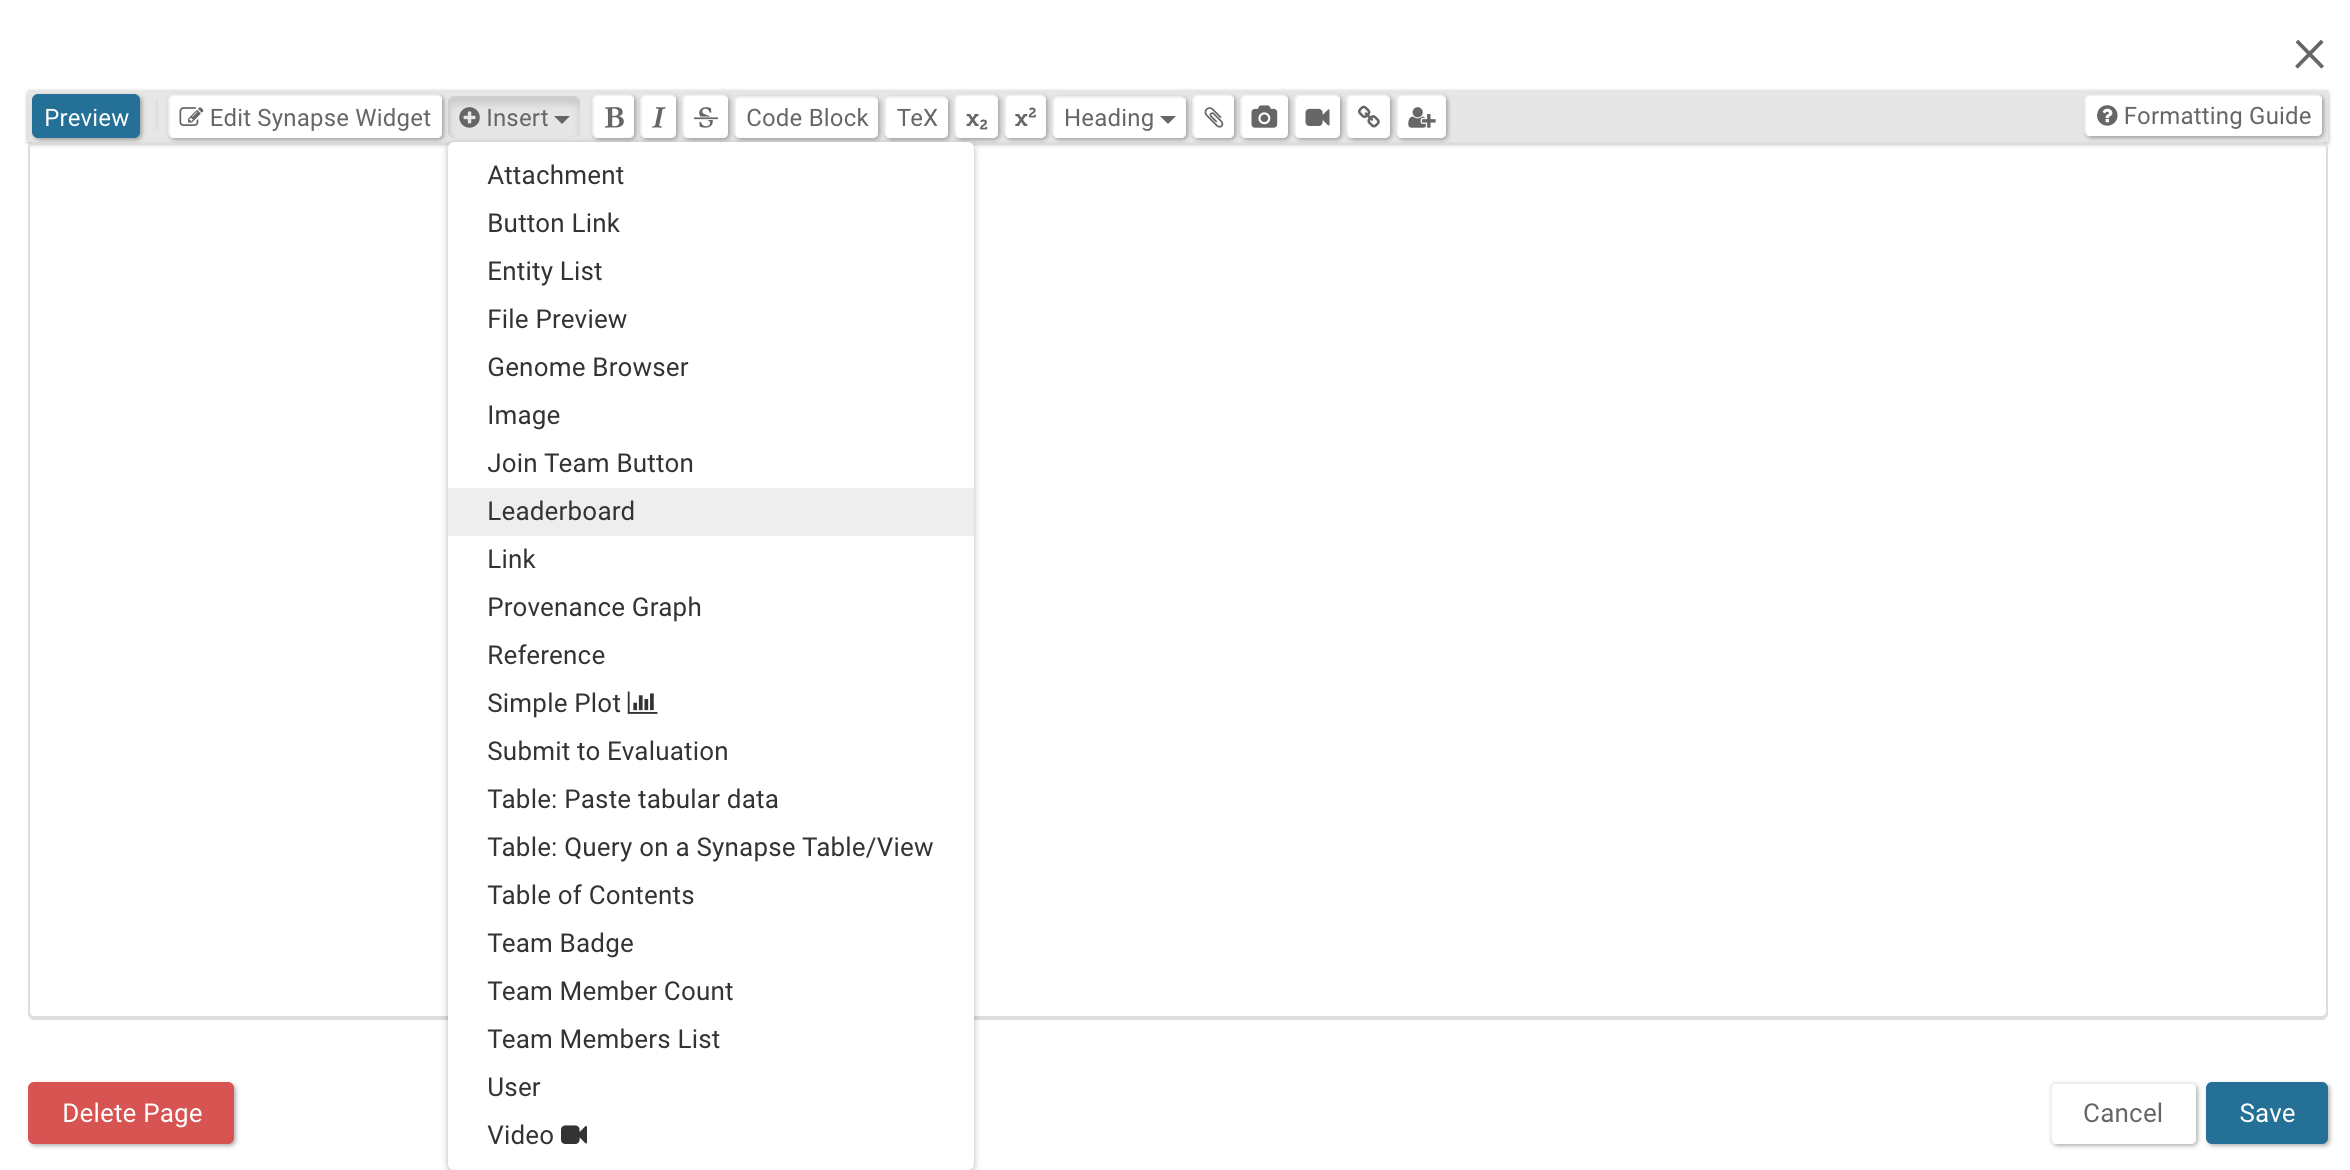 Preview Edit Synapse Widget Insert B I S Code Block TeX x₂ x² Heading Formatting Guide
Attachment
Button Link
Entity List
File Preview
Genome Browser
Image
Join Team Button
Leaderboard
Link
Provenance Graph
Reference
Simple Plot
Submit to Evaluation
Table: Paste tabular data
Table: Query on a Synapse Table/View
Table of Contents
Team Badge
Team Member Count
Team Members List
User
Video
Delete Page Cancel Save